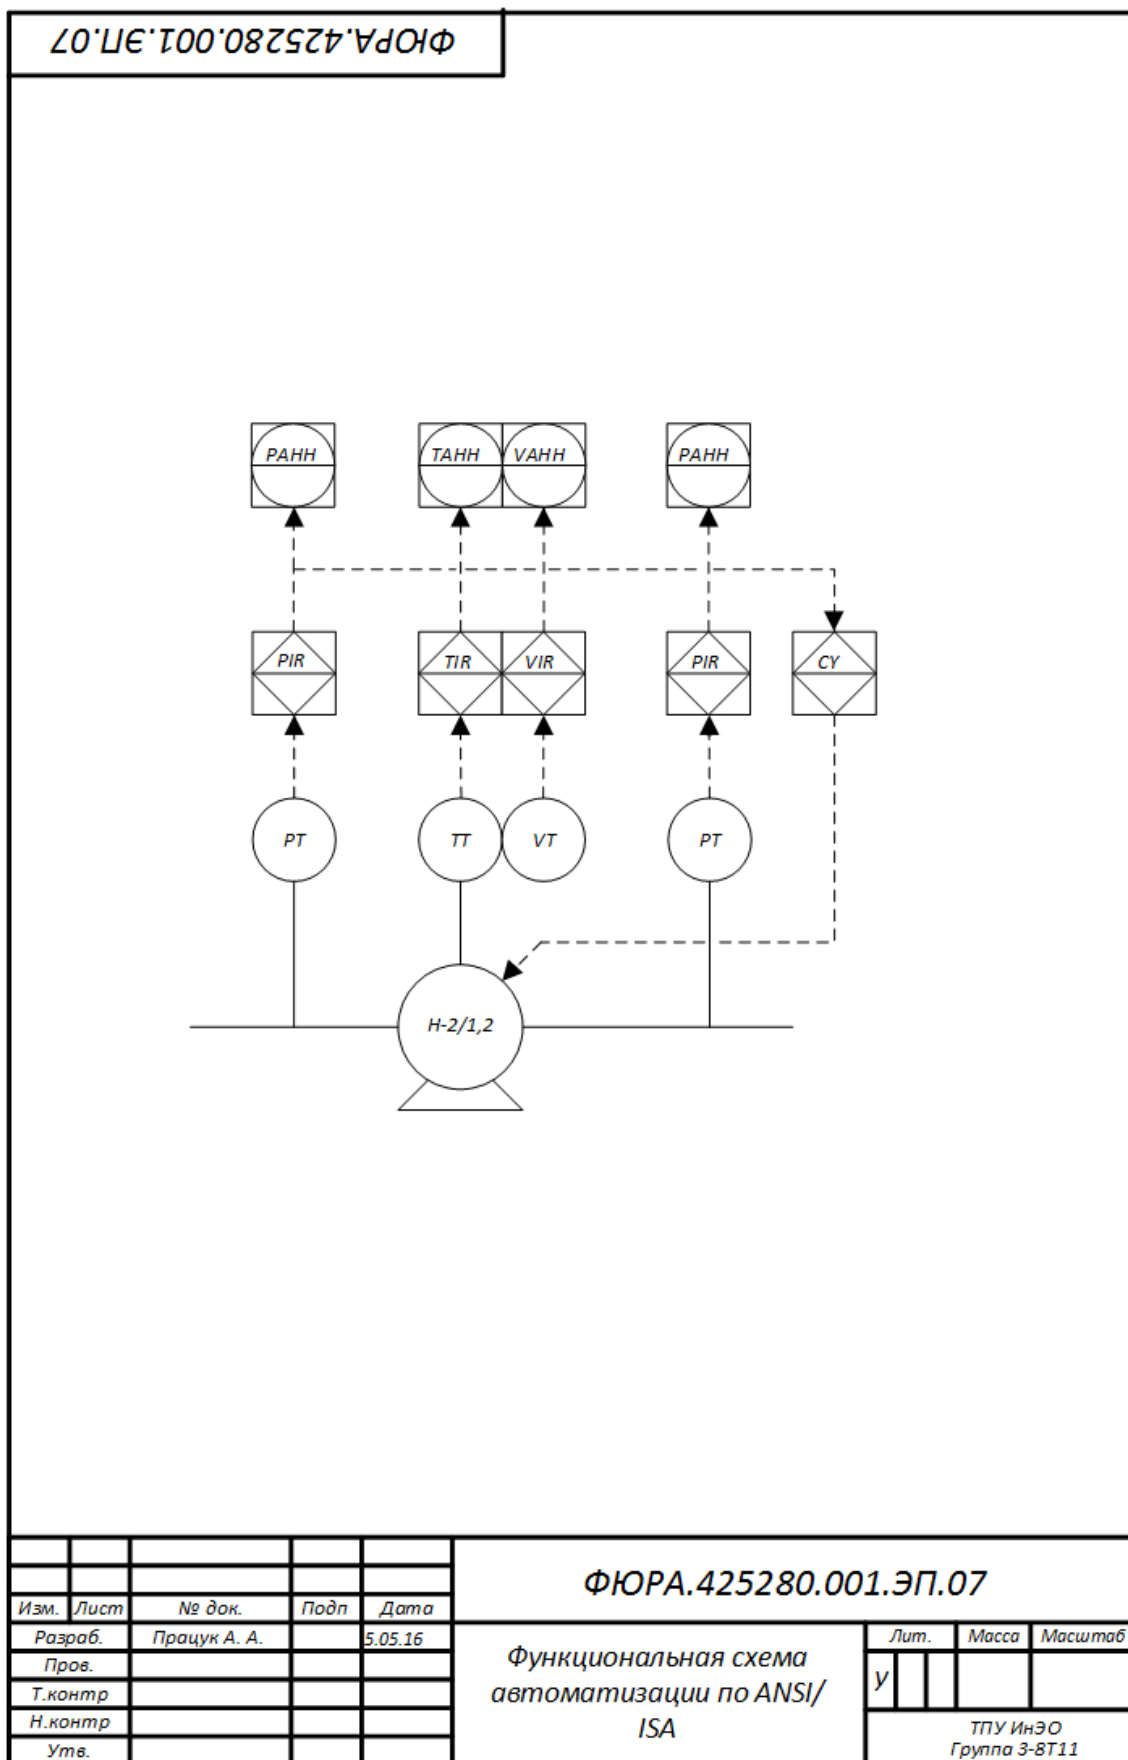 ФЮРА.425280.001.ЭП.07
PAHH
TAHH
VAHH
PAHH
PIR
TIR
VIR
PIR
CY
PT
TT
VT
PT
Н-2/1,2
ФЮРА.425280.001.ЭП.07
Изм. Лист № док. Подп Дата
Разраб. Працук А. А. 5.05.16
Пров.
Т.контр
Н.контр
Утв.
Функциональная схема
автоматизации по ANSI/
ISA
Лит. Масса Масштаб
У
ТПУ ИнЭО
Группа 3-8Т11